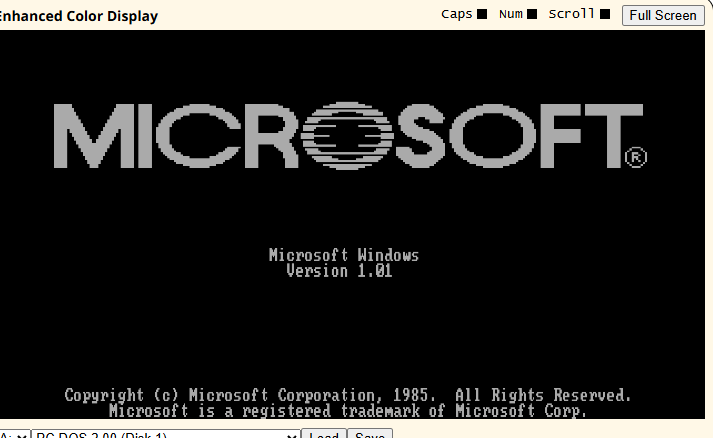 Enhanced Color Display Caps Num Scroll Full Screen
MICROSOFT®
Microsoft Windows
Version 1.01
Copyright (c) Microsoft Corporation, 1985. All Rights Reserved.
Microsoft is a registered trademark of Microsoft Corp.
A: PC DOS 2.00 (Disk 1) Load Save